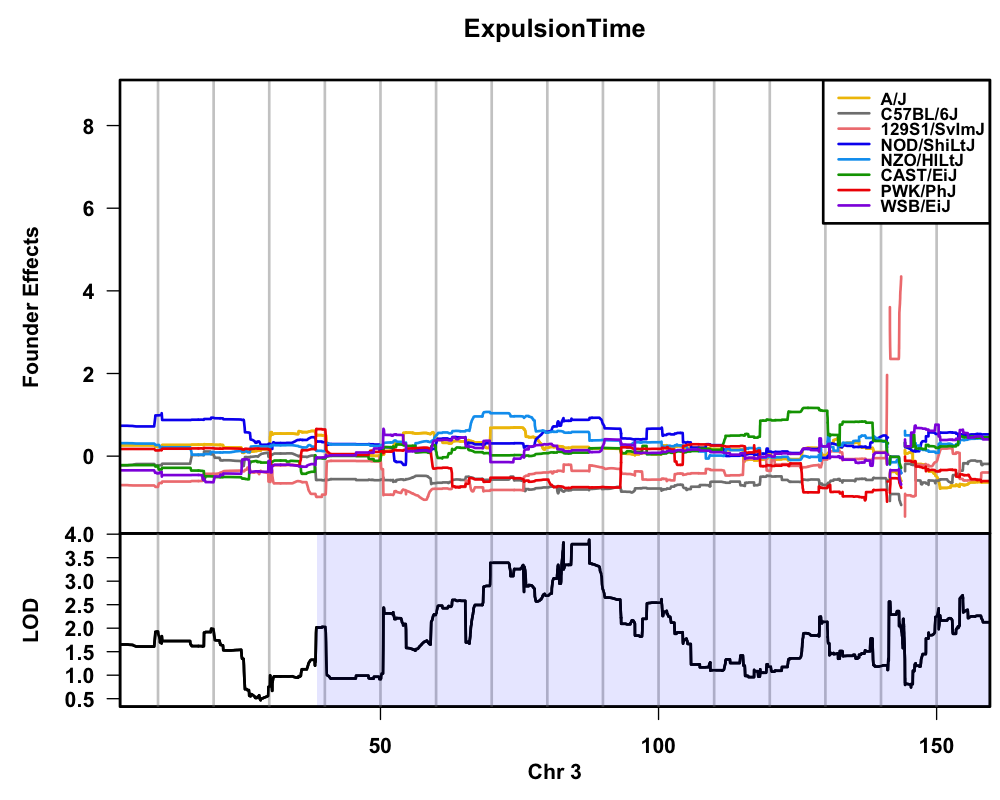 ExpulsionTime
Founder Effects
8
6
4
2
0
A/J
C57BL/6J
129S1/SvImJ
NOD/ShiLtJ
NZO/HlLtJ
CAST/EiJ
PWK/PhJ
WSB/EiJ
LOD
4.0
3.5
3.0
2.5
2.0
1.5
1.0
0.5
50
100
150
Chr 3